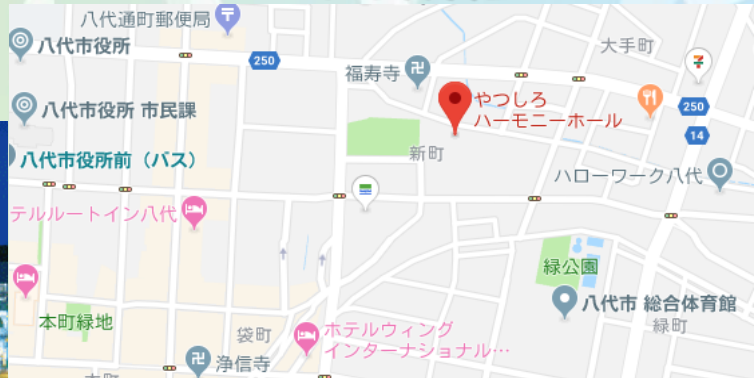 八代通町郵便局
八代市役所
250
大手町
福寿寺
やつしろ
ハーモニーホール
250
八代市役所 市民課
14
新町
八代市役所前（バス）
ハローワーク八代
テルルートイン八代
緑公園
八代市 総合体育館
本町緑地
緑町
袋町
ホテルウィング
インターナショナル…
浄信寺